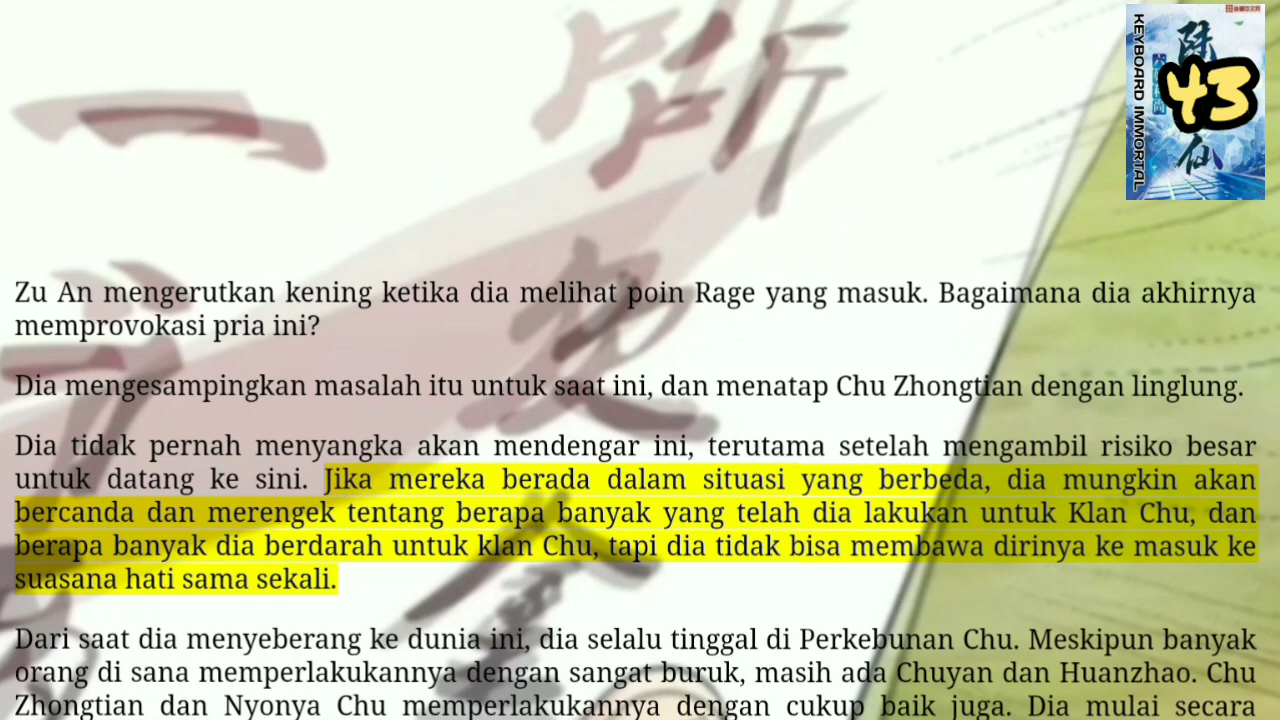 KEYBOARD IMMORTAL
43
仙
Zu An mengerutkan kening ketika dia melihat poin Rage yang masuk. Bagaimana dia akhirnya
memprovokasi pria ini?
Dia mengesampingkan masalah itu untuk saat ini, dan menatap Chu Zhongtian dengan linglung.
Dia tidak pernah menyangka akan mendengar ini, terutama setelah mengambil risiko besar
untuk datang ke sini. Jika mereka berada dalam situasi yang berbeda, dia mungkin akan
bercanda dan merengek tentang berapa banyak yang telah dia lakukan untuk Klan Chu, dan
berapa banyak dia berdarah untuk klan Chu, tapi dia tidak bisa membawa dirinya ke masuk ke
suasana hati sama sekali.
Dari saat dia menyeberang ke dunia ini, dia selalu tinggal di Perkebunan Chu. Meskipun banyak
orang di sana memperlakukannya dengan sangat buruk, masih ada Chuyan dan Huanzhao. Chu
Zhongtian dan Nyonya Chu memperlakukannya dengan cukup baik juga. Dia mulai secara